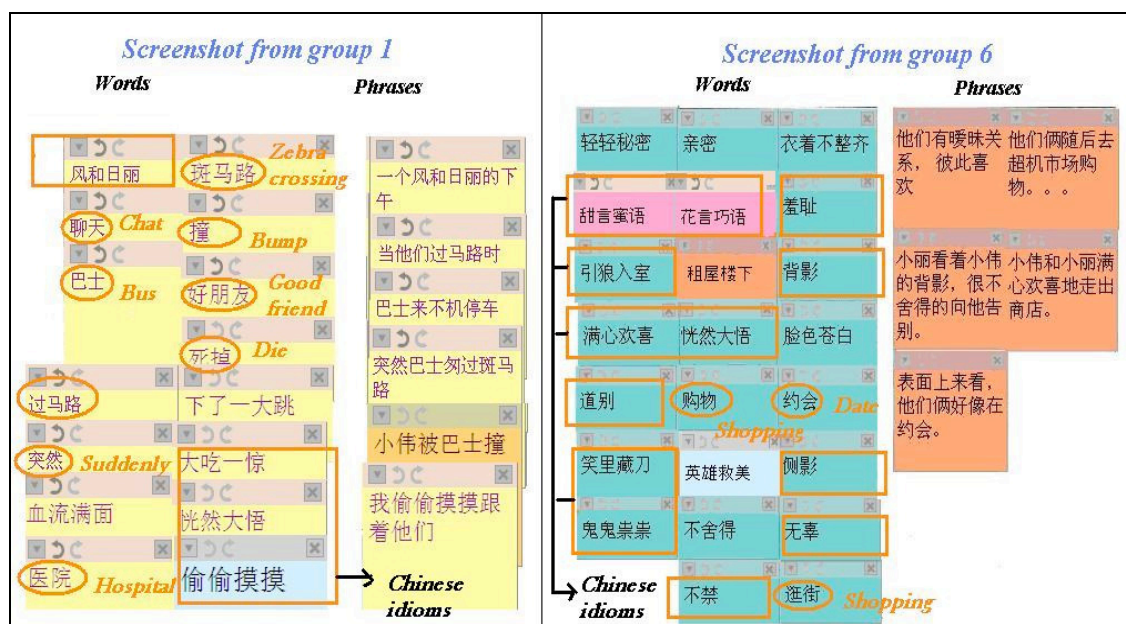 Screenshot from group 1
Words
Phrases
风和日丽
斑马路
Zebra
crossing
聊天
Chat
撞
Bump
巴士
Bus
好朋友
Good
friend
死掉
Die
过马路
下了一大跳
突然
Suddenly
大吃一惊
血流满面
恍然大悟
医院
Hospital
偷偷摸摸
一个风和日丽的下
午
当他们过马路时
巴士来不机停车
突然巴士匆过斑马
路
小伟被巴士撞
我偷偷摸摸跟
着他们
Chinese
idioms
Screenshot from group 6
Words
Phrases
轻轻秘密
亲密
衣着不整齐
甜言蜜语
花言巧语
羞耻
引狼入室
租屋楼下
背影
满心欢喜
恍然大悟
脸色苍白
道别
购物
Shopping
约会
Date
笑里藏刀
英雄救美
侧影
鬼鬼祟祟
不舍得
无辜
Chinese
idioms
不禁
逛街
Shopping
他们有暧昧关
系，彼此喜
欢
他们俩随后去
超机市场购
物。。。
小丽看着小伟
的背影，很不
舍得的向他告
别。
小伟和小丽满
心欢喜地走出
商店。
表面上来看，
他们俩好像在
约会。